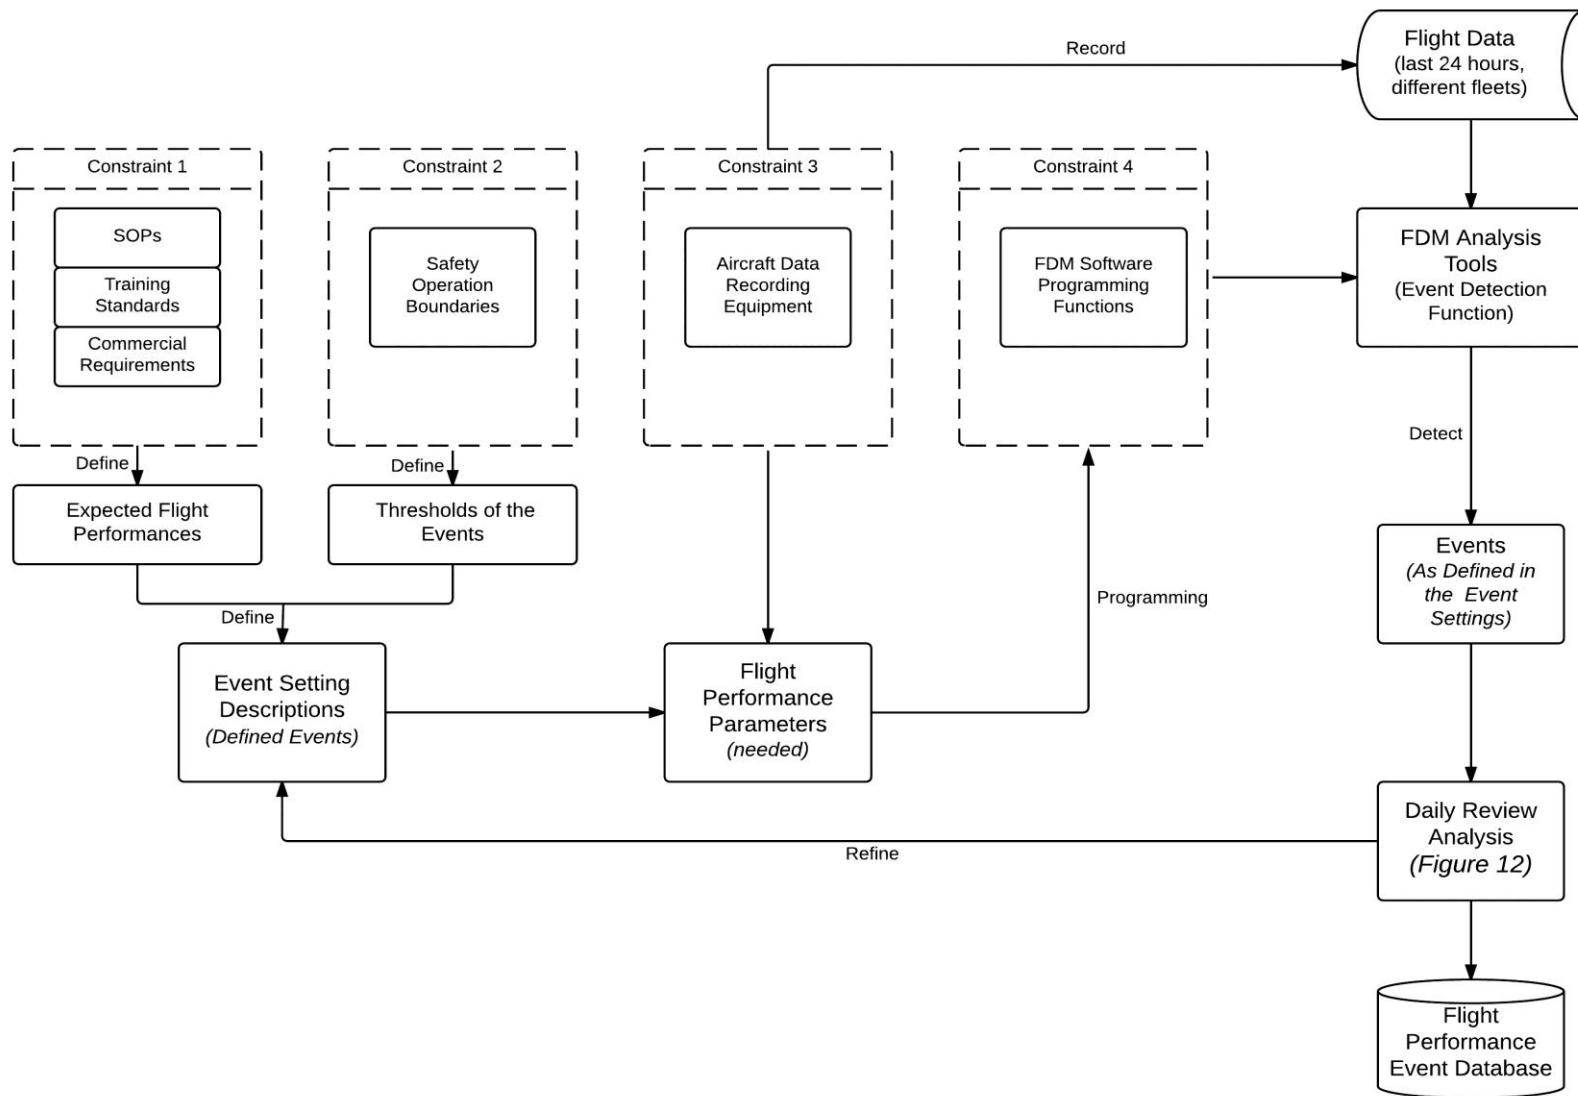 Record
Flight Data
(last 24 hours,
different fleets)
Constraint 1
Constraint 2
Constraint 3
Constraint 4
SOPs
Training
Standards
Commercial
Requirements
Safety
Operation
Boundaries
Aircraft Data
Recording
Equipment
FDM Software
Programming
Functions
FDM Analysis
Tools
(Event Detection
Function)
Define
Define
Detect
Expected Flight
Performances
Thresholds of the
Events
Events
(As Defined in
the Event
Settings)
Define
Programming
Event Setting
Descriptions
(Defined Events)
Flight
Performance
Parameters
(needed)
Daily Review
Analysis
(Figure 12)
Refine
Flight
Performance
Event Database